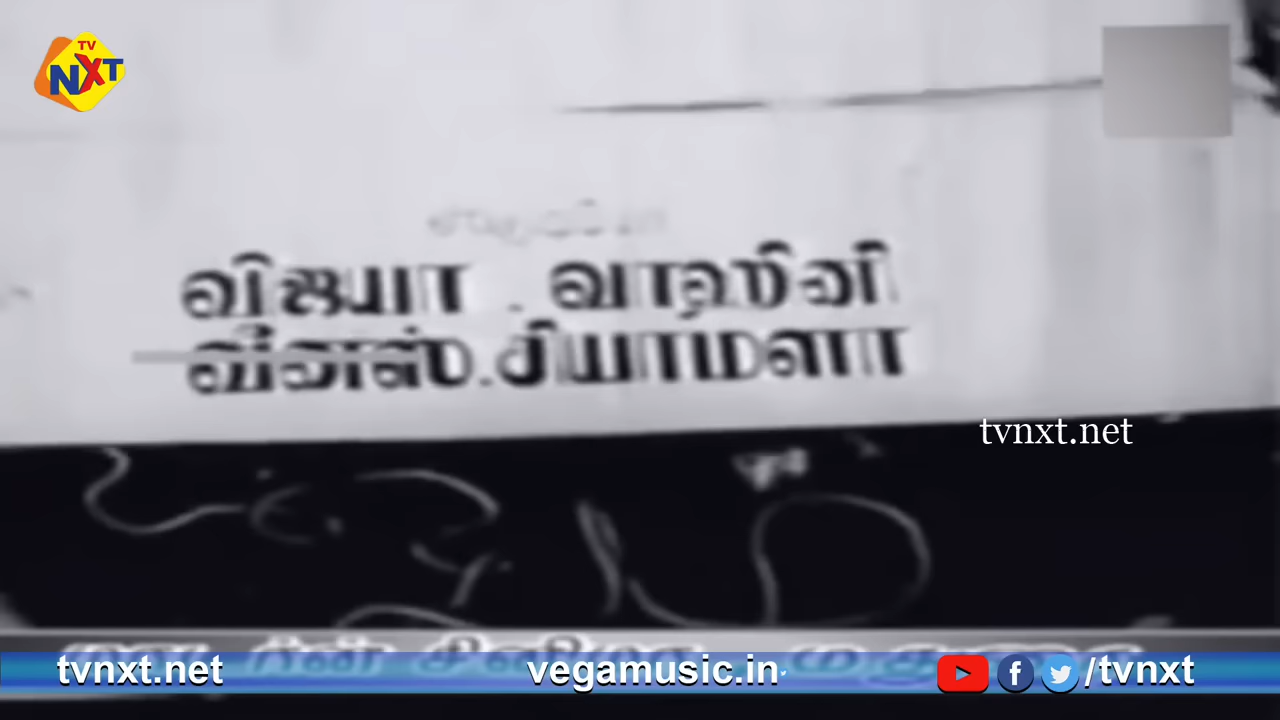 TV
NXT
ஸ்டூடியோ
விஜயா . வாஹினி
வீனஸ் . சியாமளா
tvnxt.net
tvnxt.net
vegamusic.in
/tvnxt